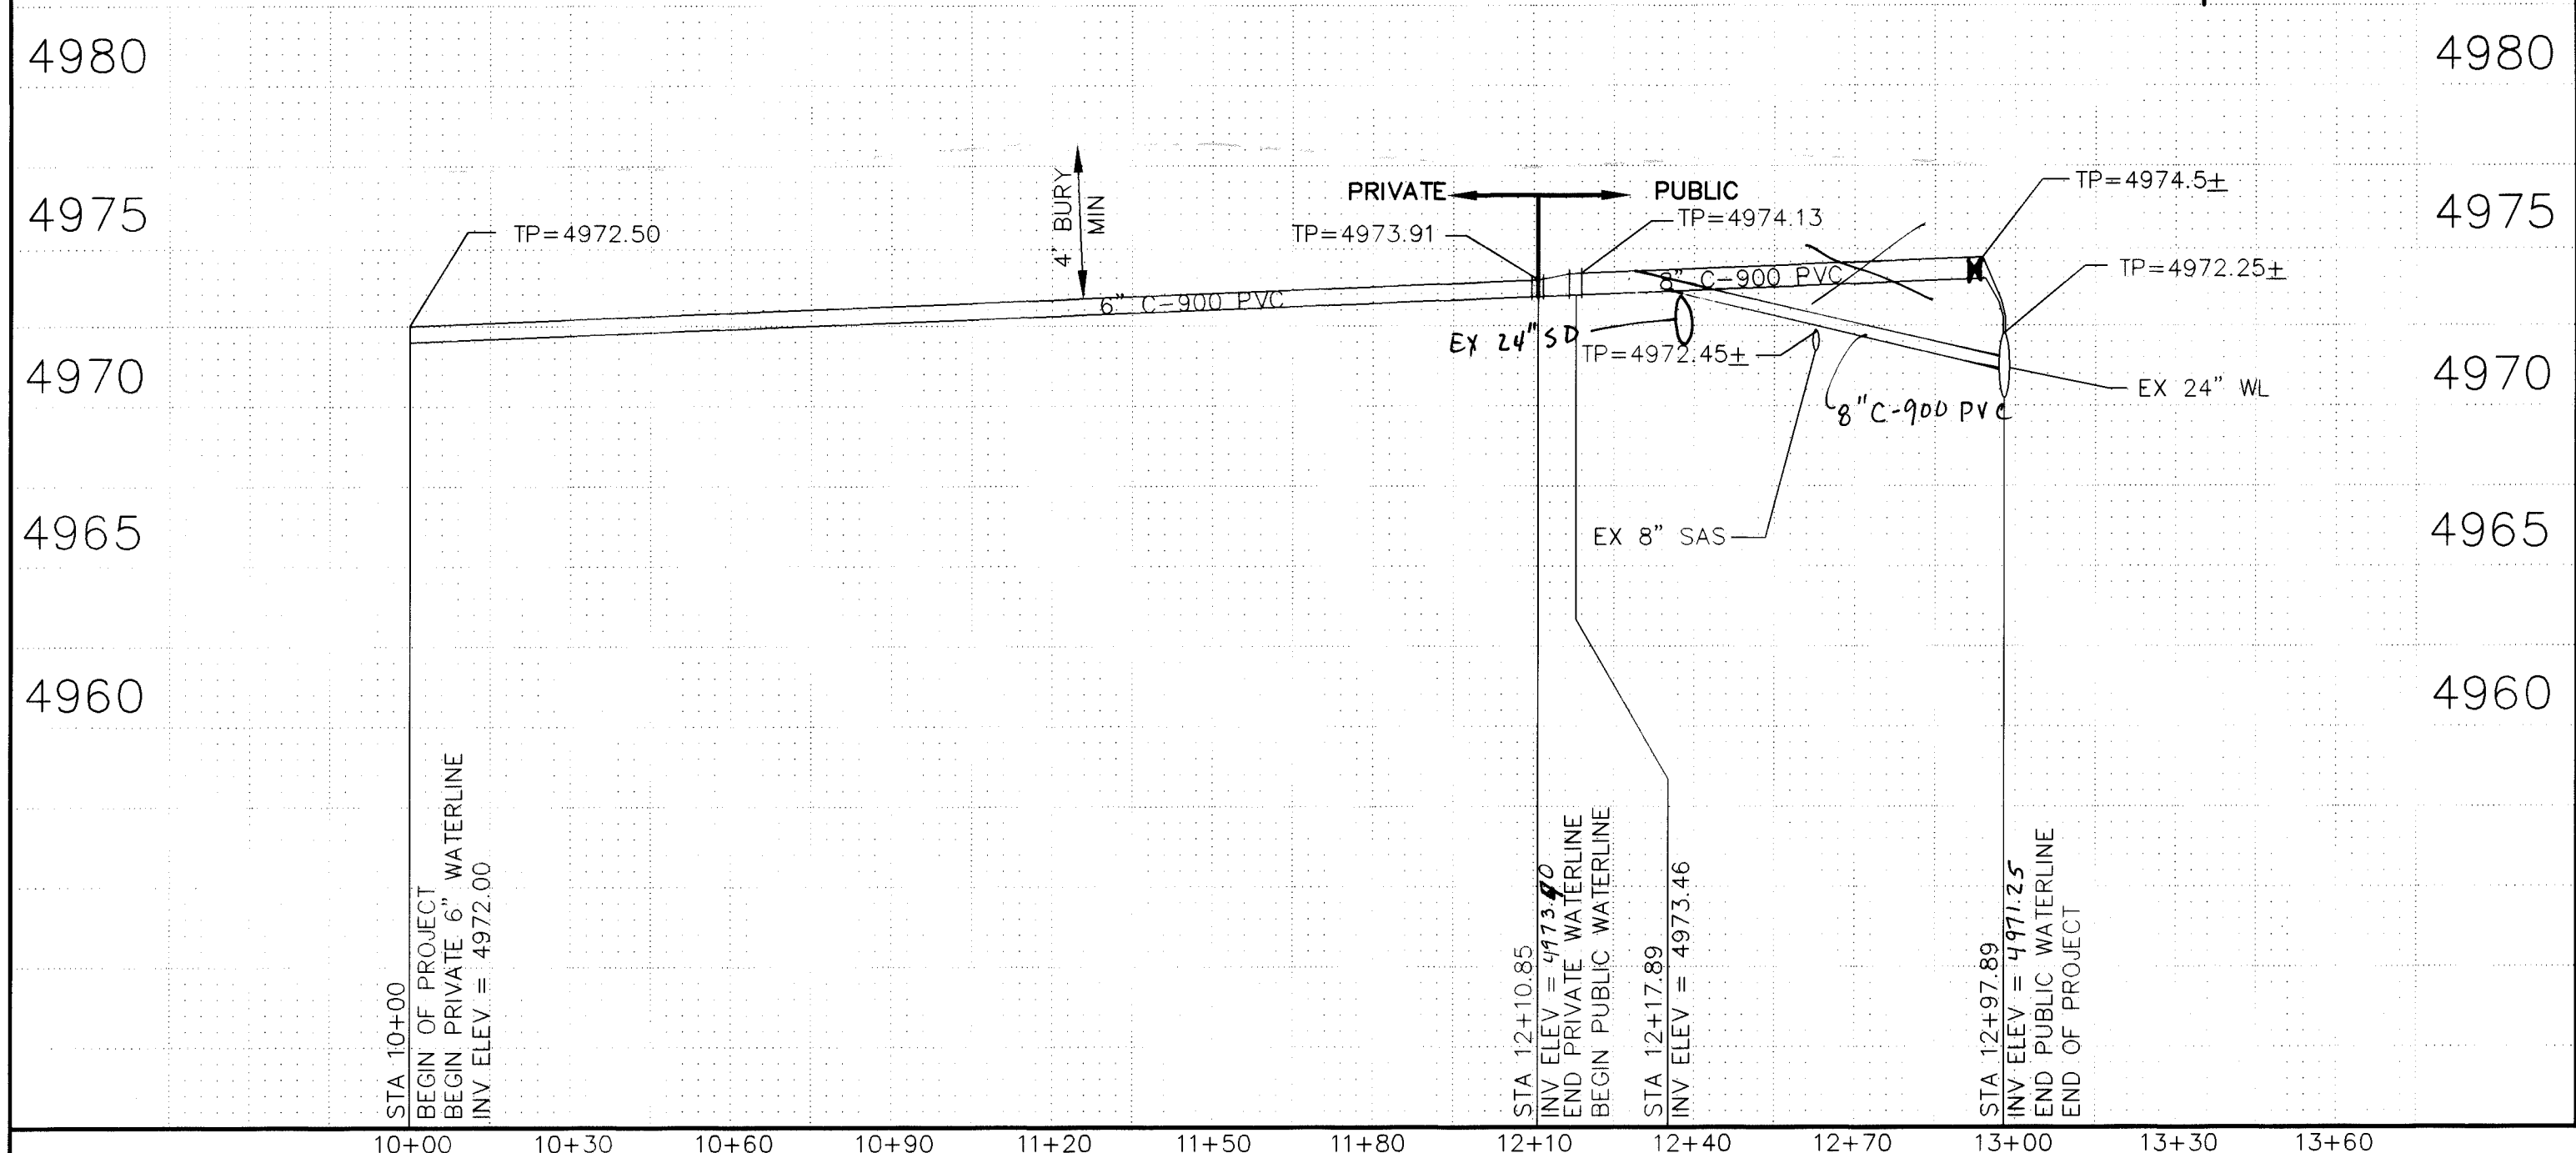 4980
4980
PRIVATE
PUBLIC
TP=4974.5±
4975
4975
TP=4972.50
4' BURY
MIN
TP=4973.91
TP=4974.13
TP=4972.25±
6" C-900 PVC
8" C-900 PVC
EX 24" SD
TP=4972.45±
4970
4970
EX 24" WL
8" C-900 PVC
4965
4965
EX 8" SAS
4960
4960
STA 10+00
BEGIN OF PROJECT
BEGIN PRIVATE 6" WATERLINE
INV ELEV = 4972.00
STA 12+10.85
INV ELEV = 4973.40
END PRIVATE WATERLINE
BEGIN PUBLIC WATERLINE
STA 12+17.89
INV ELEV = 4973.46
STA 12+97.89
INV ELEV = 4971.25
END PUBLIC WATERLINE
END OF PROJECT
10+00 10+30 10+60 10+90 11+20 11+50 11+80 12+10 12+40 12+70 13+00 13+30 13+60